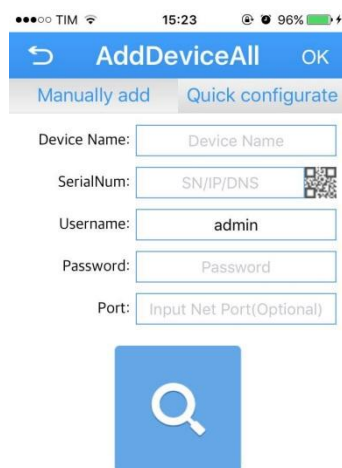 TIM 15:23 96%
AddDeviceAll OK
Manually add Quick configurate
Device Name: Device Name
SerialNum: SN/IP/DNS
Username: admin
Password: Password
Port: Input Net Port(Optional)